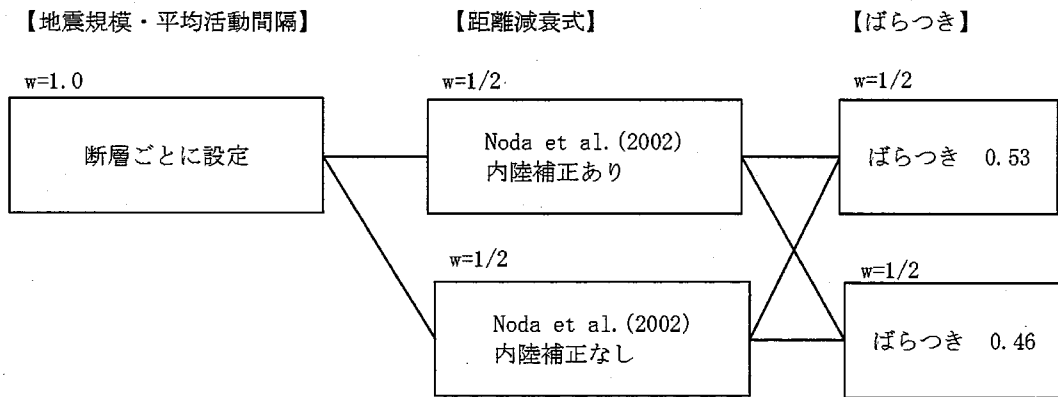 【地震規模・平均活動間隔】
【距離減衰式】
【ばらつき】
w=1.0
断層ごとに設定
w=1/2
Noda et al.(2002)
内陸補正あり
w=1/2
Noda et al.(2002)
内陸補正なし
w=1/2
ばらつき 0.53
w=1/2
ばらつき 0.46